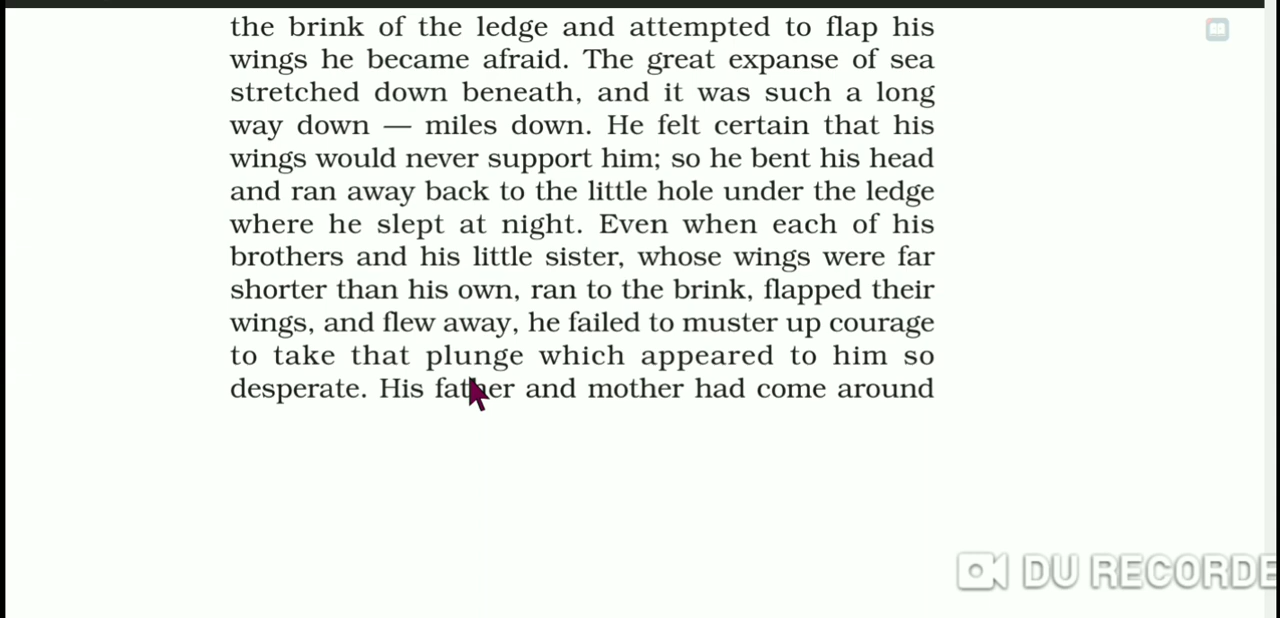 the brink of the ledge and attempted to flap his
wings he became afraid. The great expanse of sea
stretched down beneath, and it was such a long
way down — miles down. He felt certain that his
wings would never support him; so he bent his head
and ran away back to the little hole under the ledge
where he slept at night. Even when each of his
brothers and his little sister, whose wings were far
shorter than his own, ran to the brink, flapped their
wings, and flew away, he failed to muster up courage
to take that plunge which appeared to him so
desperate. His father and mother had come around
DU RECORDE